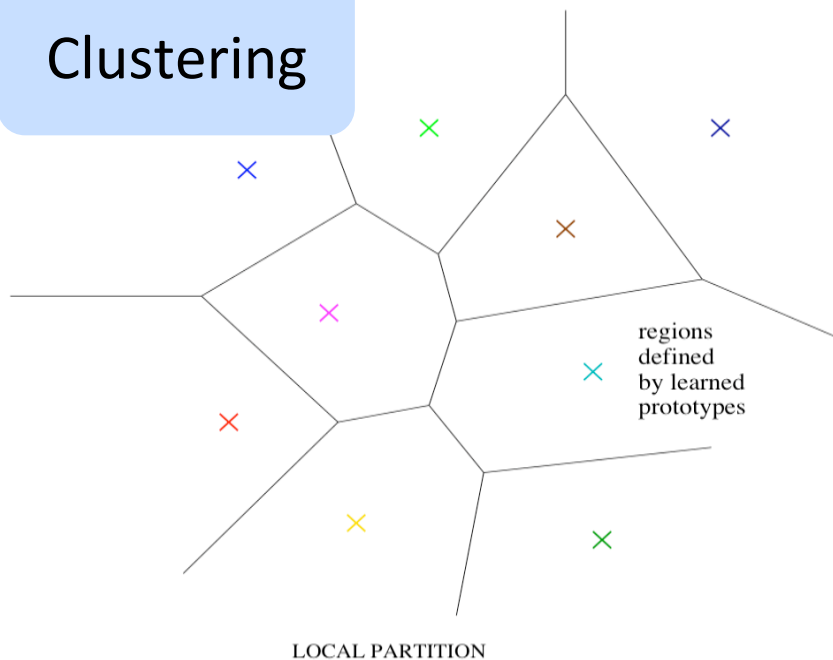 Clustering
regions
defined
by learned
prototypes
LOCAL PARTITION